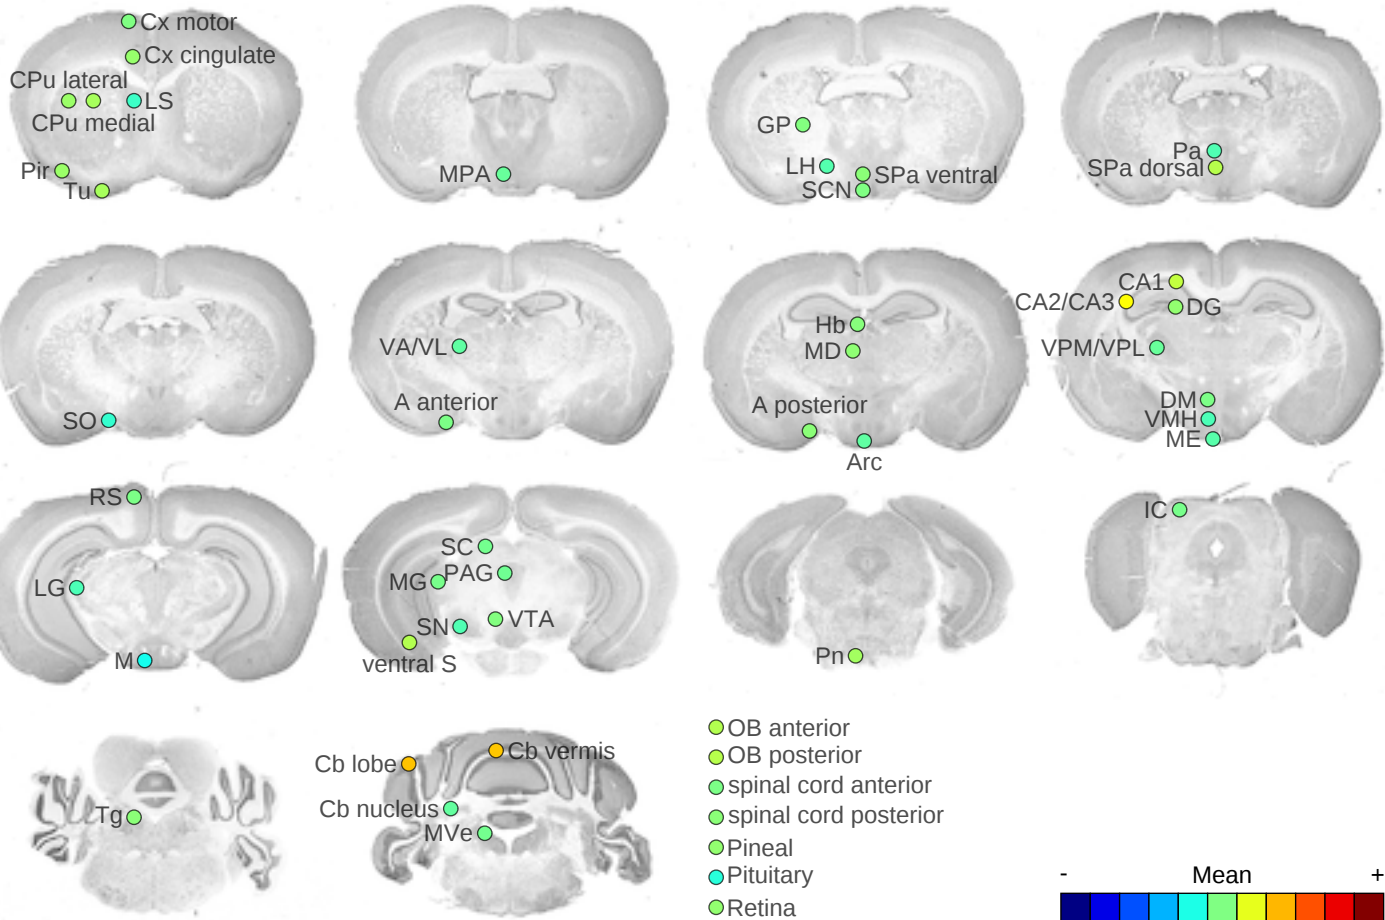 Cx motor
Cx cingulate
CPu lateral
LS
CPu medial
Pir
Tu
MPA
GP
LH
SPa ventral
SCN
Pa
SPa dorsal
SO
VA/VL
A anterior
Hb
MD
A posterior
Arc
CA1
CA2/CA3
DG
VPM/VPL
DM
VMH
ME
RS
LG
M
SC
MG
PAG
SN
VTA
ventral S
Pn
IC
Tg
Cb lobe
Cb vermis
Cb nucleus
MVe
OB anterior
OB posterior
spinal cord anterior
spinal cord posterior
Pineal
Pituitary
Retina
- Mean +